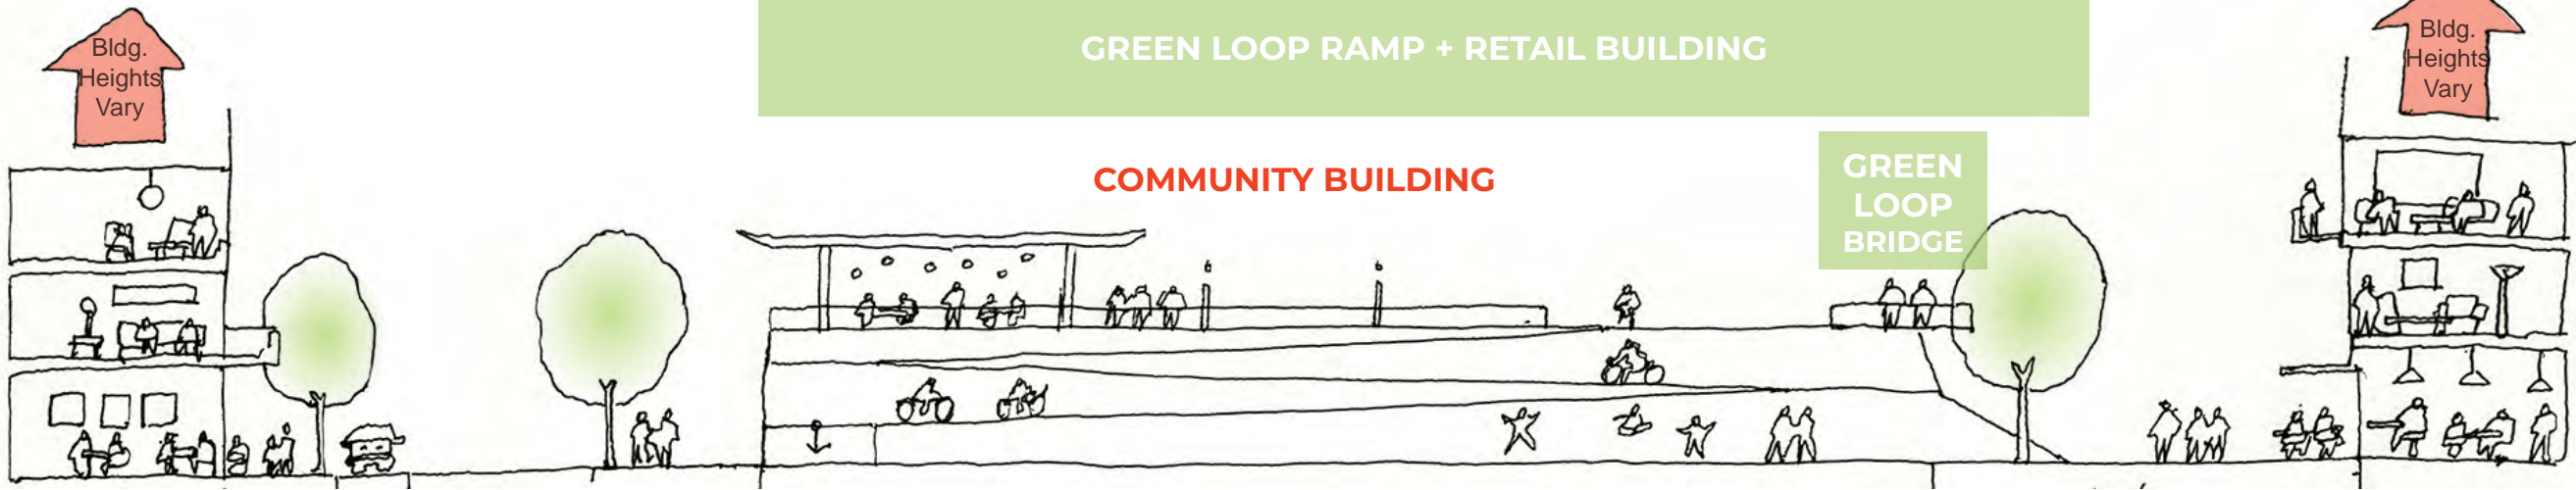 Bldg.
Heights
Vary
GREEN LOOP RAMP + RETAIL BUILDING
Bldg.
Heights
Vary
COMMUNITY BUILDING
GREEN
LOOP
BRIDGE